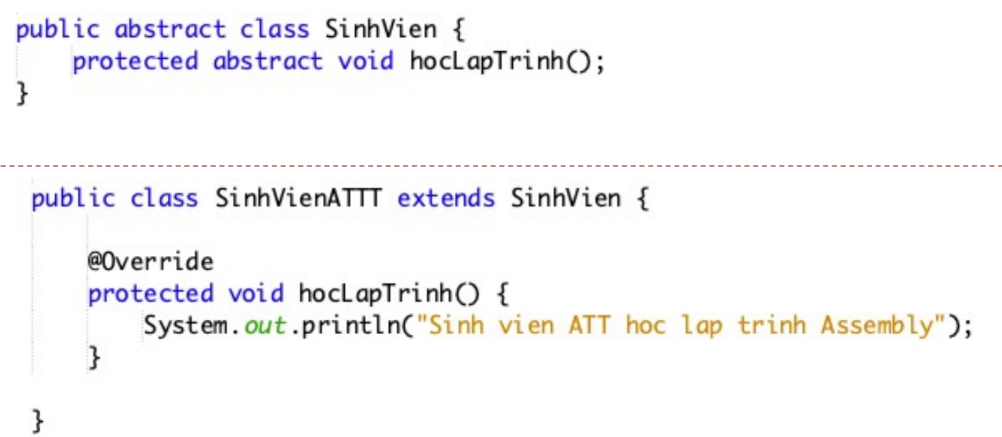 public abstract class SinhVien {
protected abstract void hocLapTrinh();
}
public class SinhVienATTT extends SinhVien {
@Override
protected void hocLapTrinh() {
System.out.println("Sinh vien ATT hoc lap trinh Assembly");
}
}